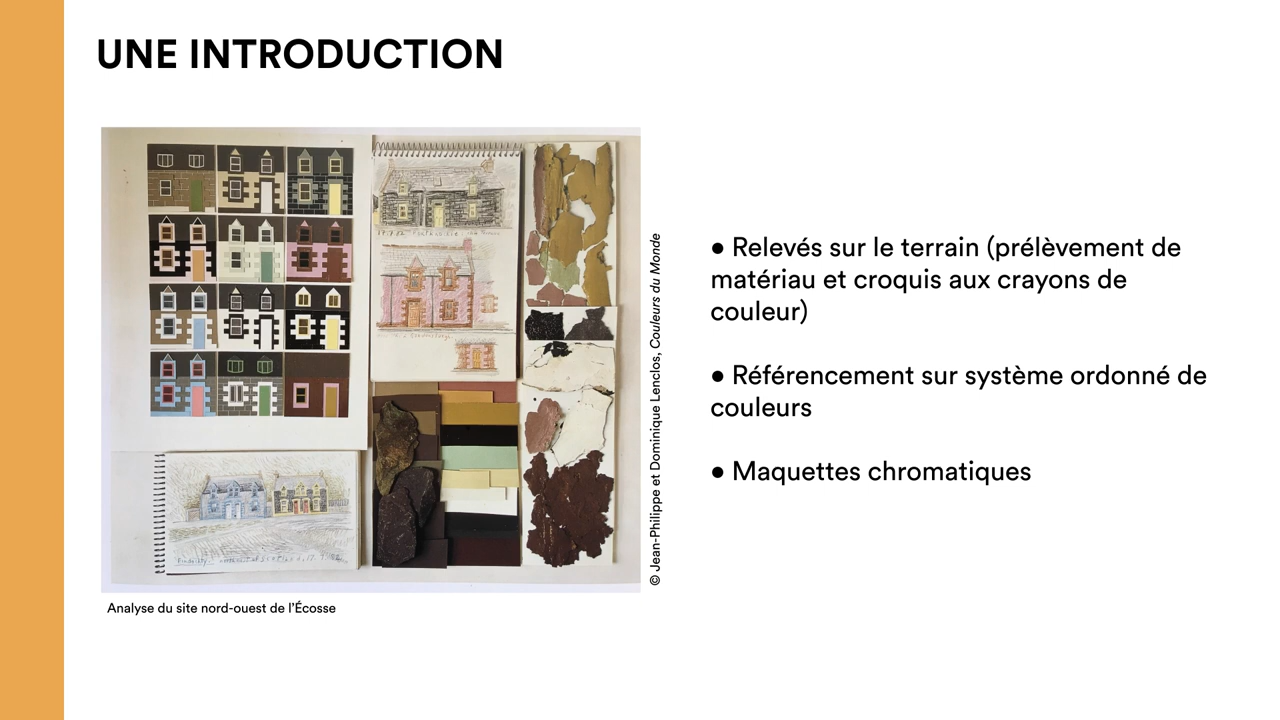 UNE INTRODUCTION
© Jean-Philippe et Dominique Lenclos, Couleurs du Monde
● Relevés sur le terrain (prélèvement de
matériau et croquis aux crayons de
couleur)
● Référencement sur système ordonné de
couleurs
● Maquettes chromatiques
Analyse du site nord-ouest de l’Écosse